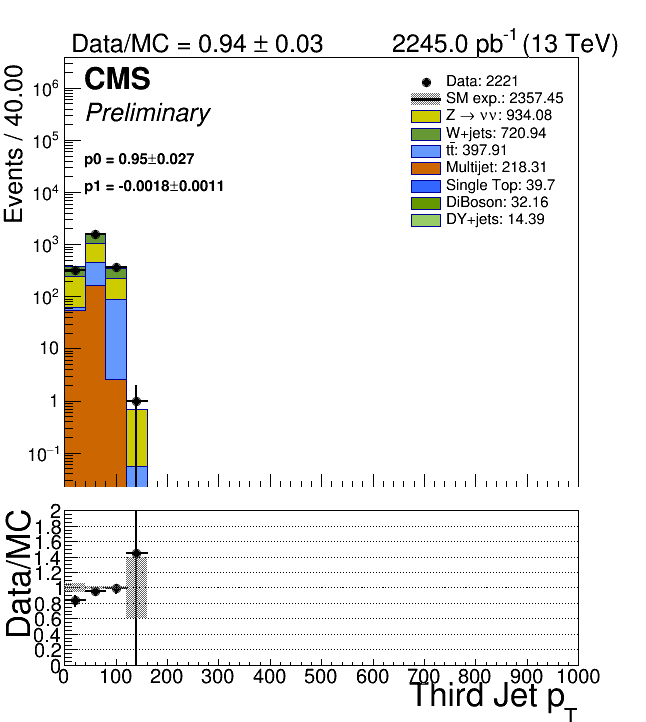 Data/MC = 0.94 ± 0.03 2245.0 pb⁻¹ (13 TeV)
Events / 40.00
CMS
Preliminary
p0 = 0.95±0.027
p1 = -0.0018±0.0011
Data: 2221
SM exp.: 2357.45
Z → νν: 934.08
W+jets: 720.94
tt̄: 397.91
Multijet: 218.31
Single Top: 39.7
DiBoson: 32.16
DY+jets: 14.39
10⁶
10⁵
10⁴
10³
10²
10
1
10⁻¹
Data/MC
2
1.8
1.6
1.4
1.2
1
0.8
0.6
0.4
0.2
0
0 100 200 300 400 500 600 700 800 900 1000
Third Jet p_T